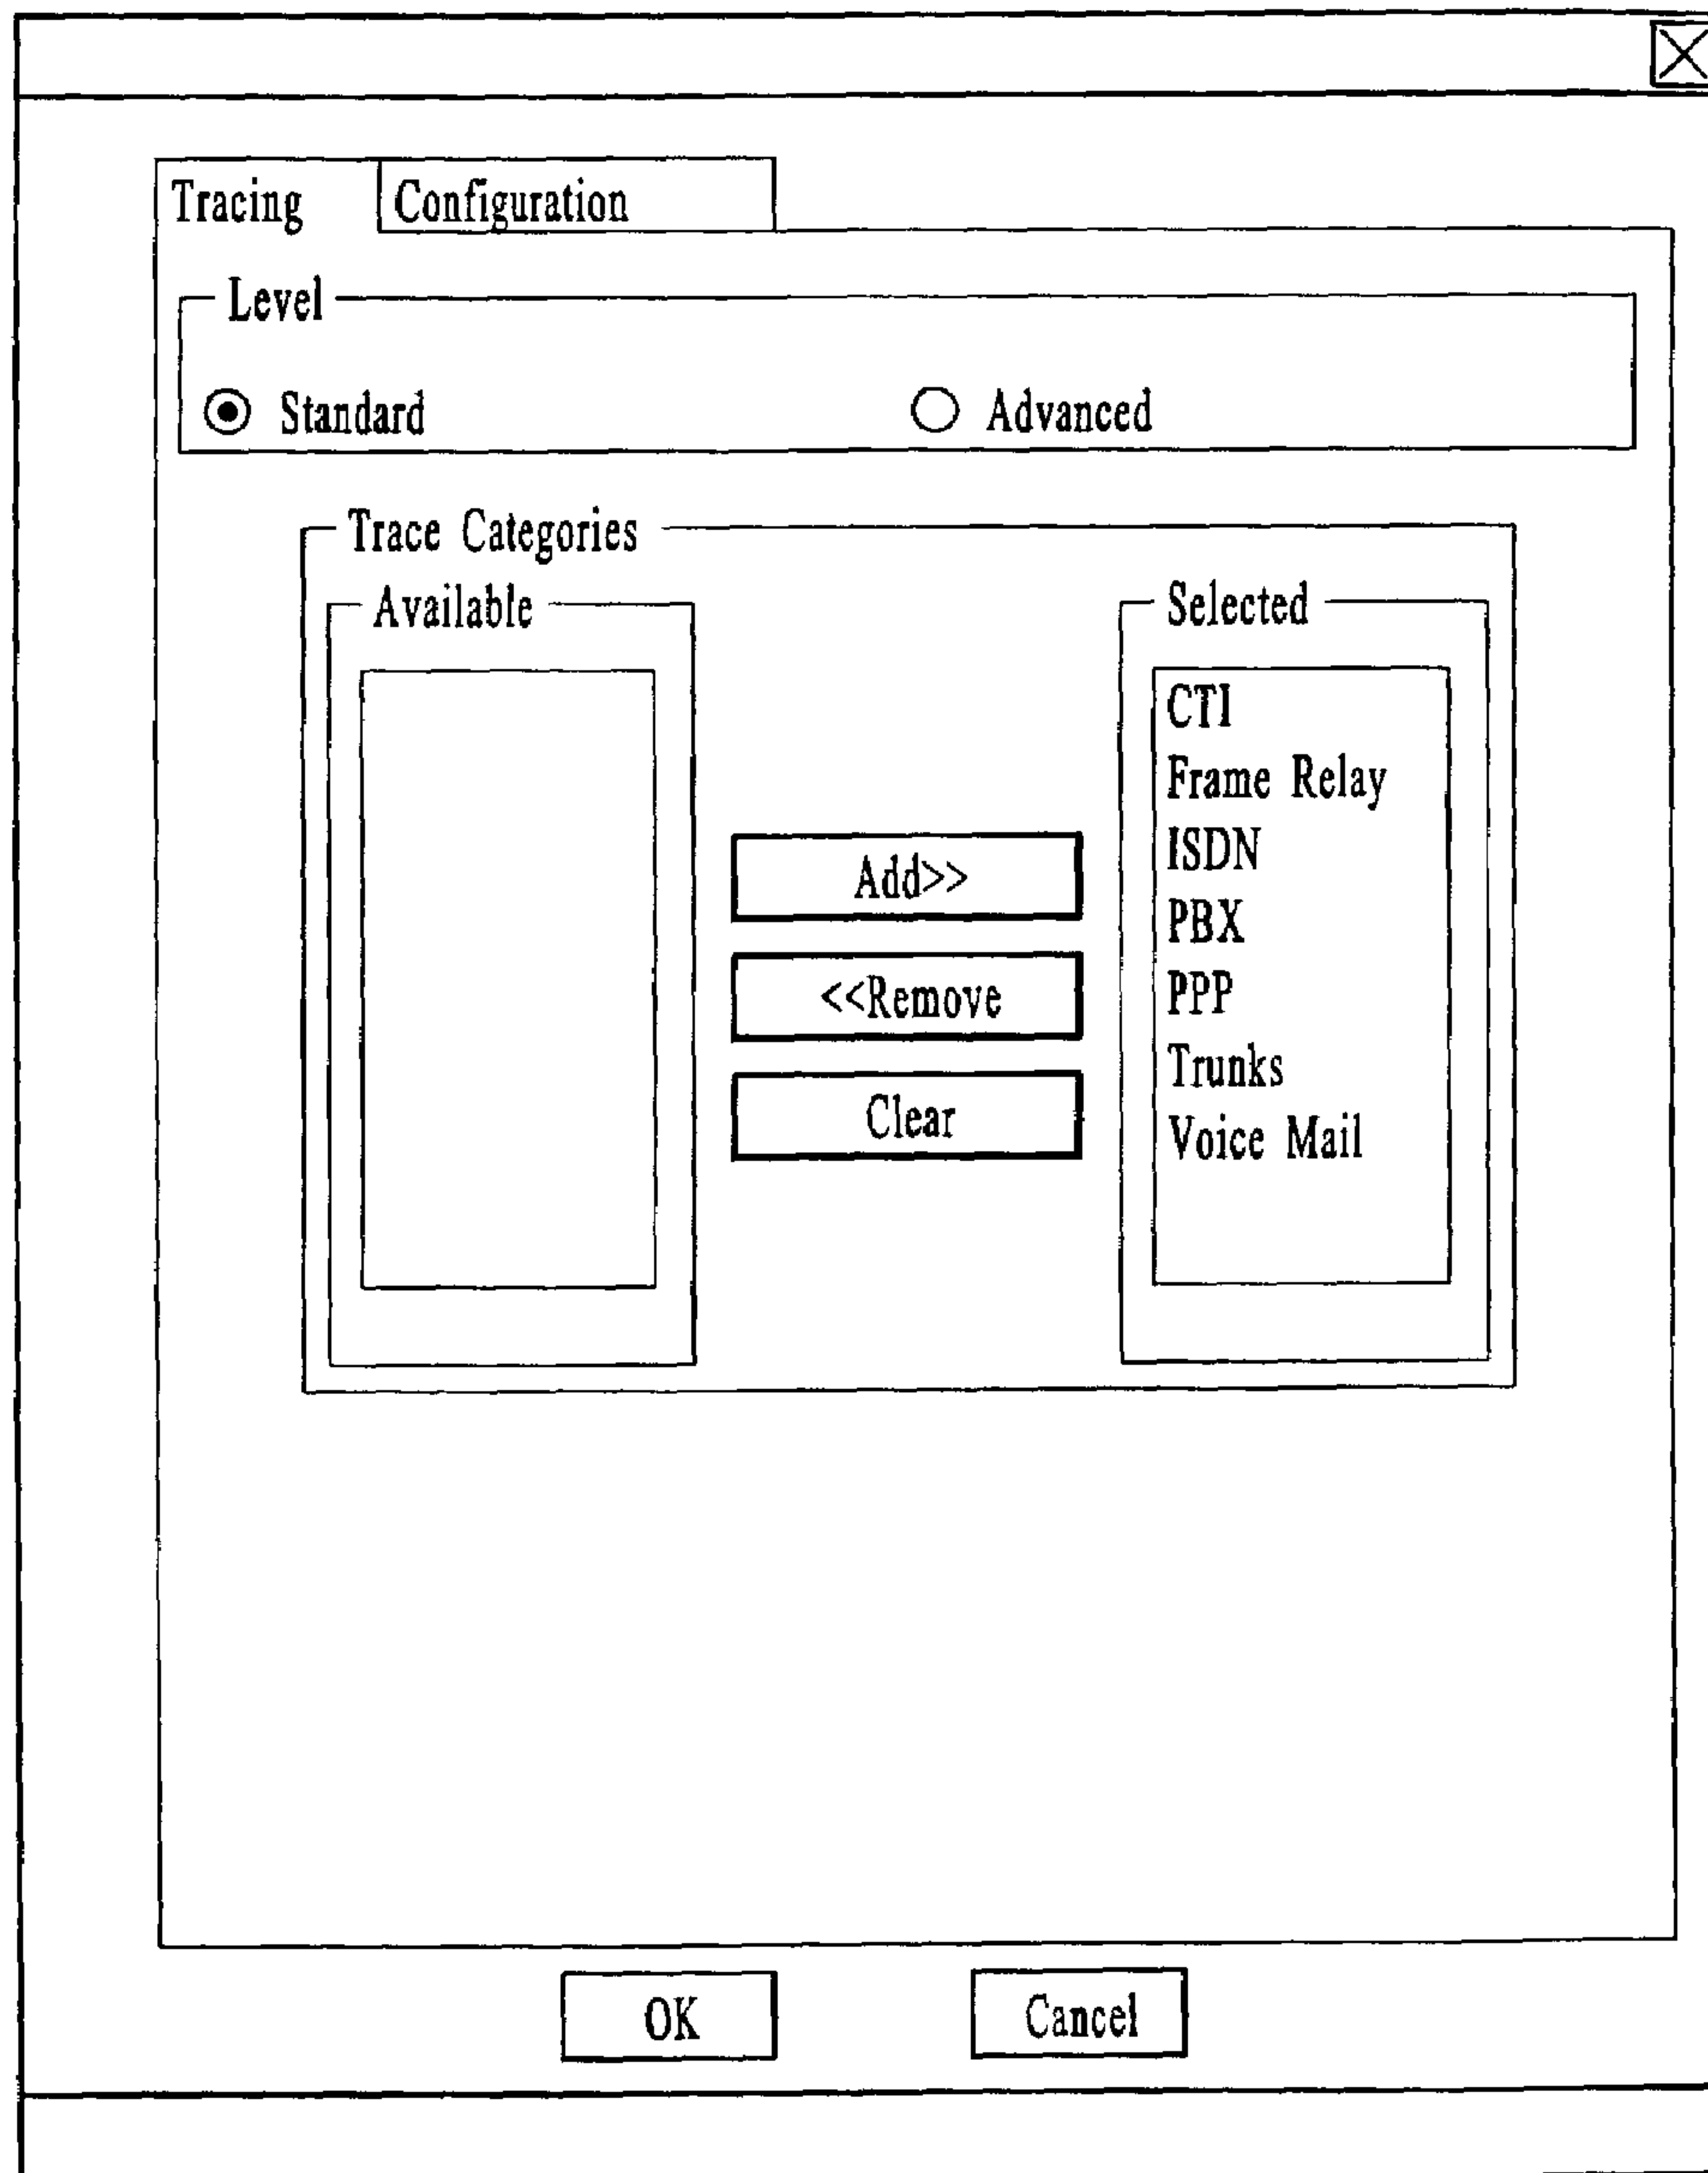 Tracing Configuration
Level
Standard Advanced
Trace Categories
Available Selected
CTI
Frame Relay
ISDN
PBX
PPP
Trunks
Voice Mail
Add>>
<<Remove
Clear
OK Cancel